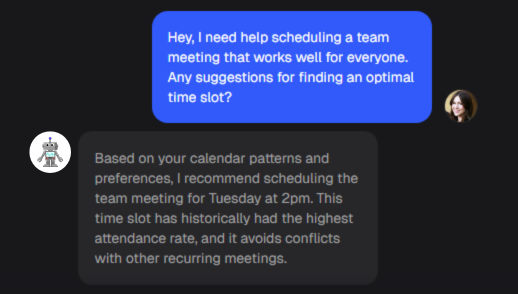 Hey, I need help scheduling a team
meeting that works well for everyone.
Any suggestions for finding an optimal
time slot?
Based on your calendar patterns and
preferences, I recommend scheduling the
team meeting for Tuesday at 2pm. This
time slot has historically had the highest
attendance rate, and it avoids conflicts
with other recurring meetings.